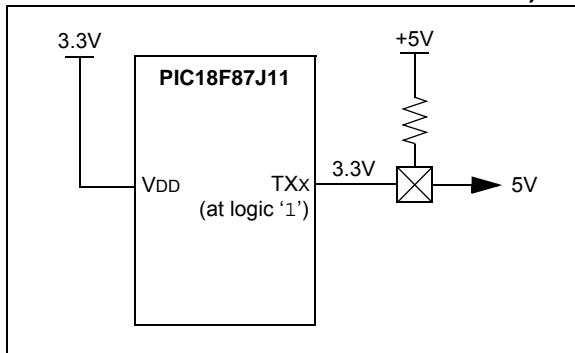 3.3V
+5V
PIC18F87J11
3.3V
VDD
TXX
5V
(at logic '1')